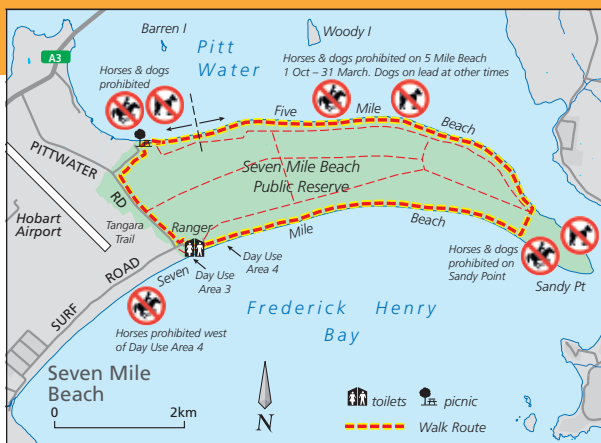 Barren I
Woody I
A3
Pitt
Water
Horses & dogs prohibited on 5 Mile Beach
1 Oct – 31 March. Dogs on lead at other times
Horses & dogs
prohibited
Five Mile Beach
PITTWATER RD
Seven Mile Beach
Public Reserve
Hobart
Airport
Tangara
Trail
Ranger
Seven Mile Beach
Day Use
Area 4
Day Use
Area 3
SURF ROAD
Horses & dogs
prohibited on
Sandy Point
Sandy Pt
Horses prohibited west
of Day Use Area 4
Frederick Henry
Bay
Seven Mile
Beach
0 2km
N
toilets picnic
Walk Route